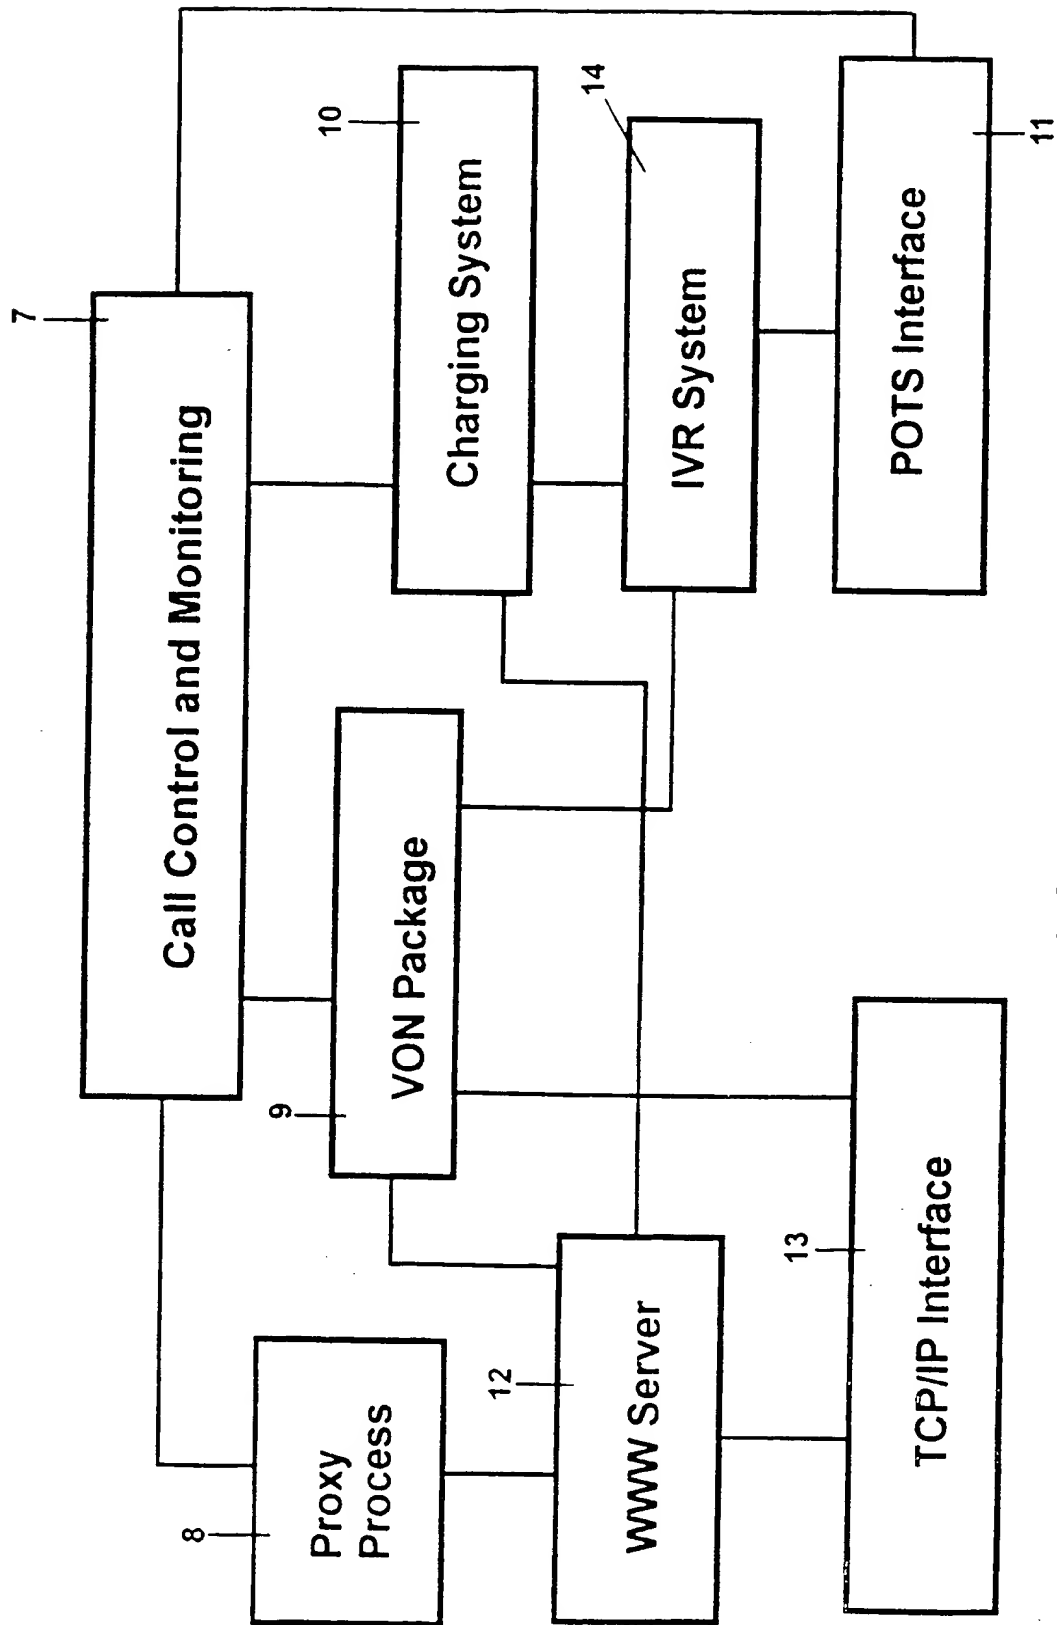 7
Call Control and Monitoring
8
Proxy
Process
9
VON Package
10
Charging System
12
WWW Server
14
IVR System
13
TCP/IP Interface
POTS Interface
11